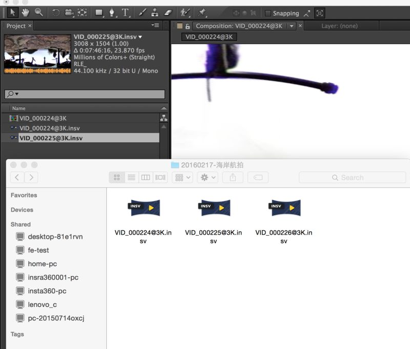 Snapping
Project
Composition: VID_000224@3K
Layer: (none)
VID_000224@3K
VID_000225@3K.insv
3008 x 1504 (1.00)
Δ 0:07:46:16, 23.870 fps
Millions of Colors+ (Straight)
RLE
44.100 kHz / 32 bit U / Mono
Name
VID_000224@3K
VID_000224@3K.insv
VID_000225@3K.insv
20160217-海岸航拍
Search
Favorites
Devices
Shared
desktop-81e1rvn
fe-test
home-pc
insra360001-pc
insta360-pc
lenovo_c
pc-20150714oxcj
Tags
INSV
INSV
INSV
VID_000224@3K.insv
VID_000225@3K.insv
VID_000226@3K.insv